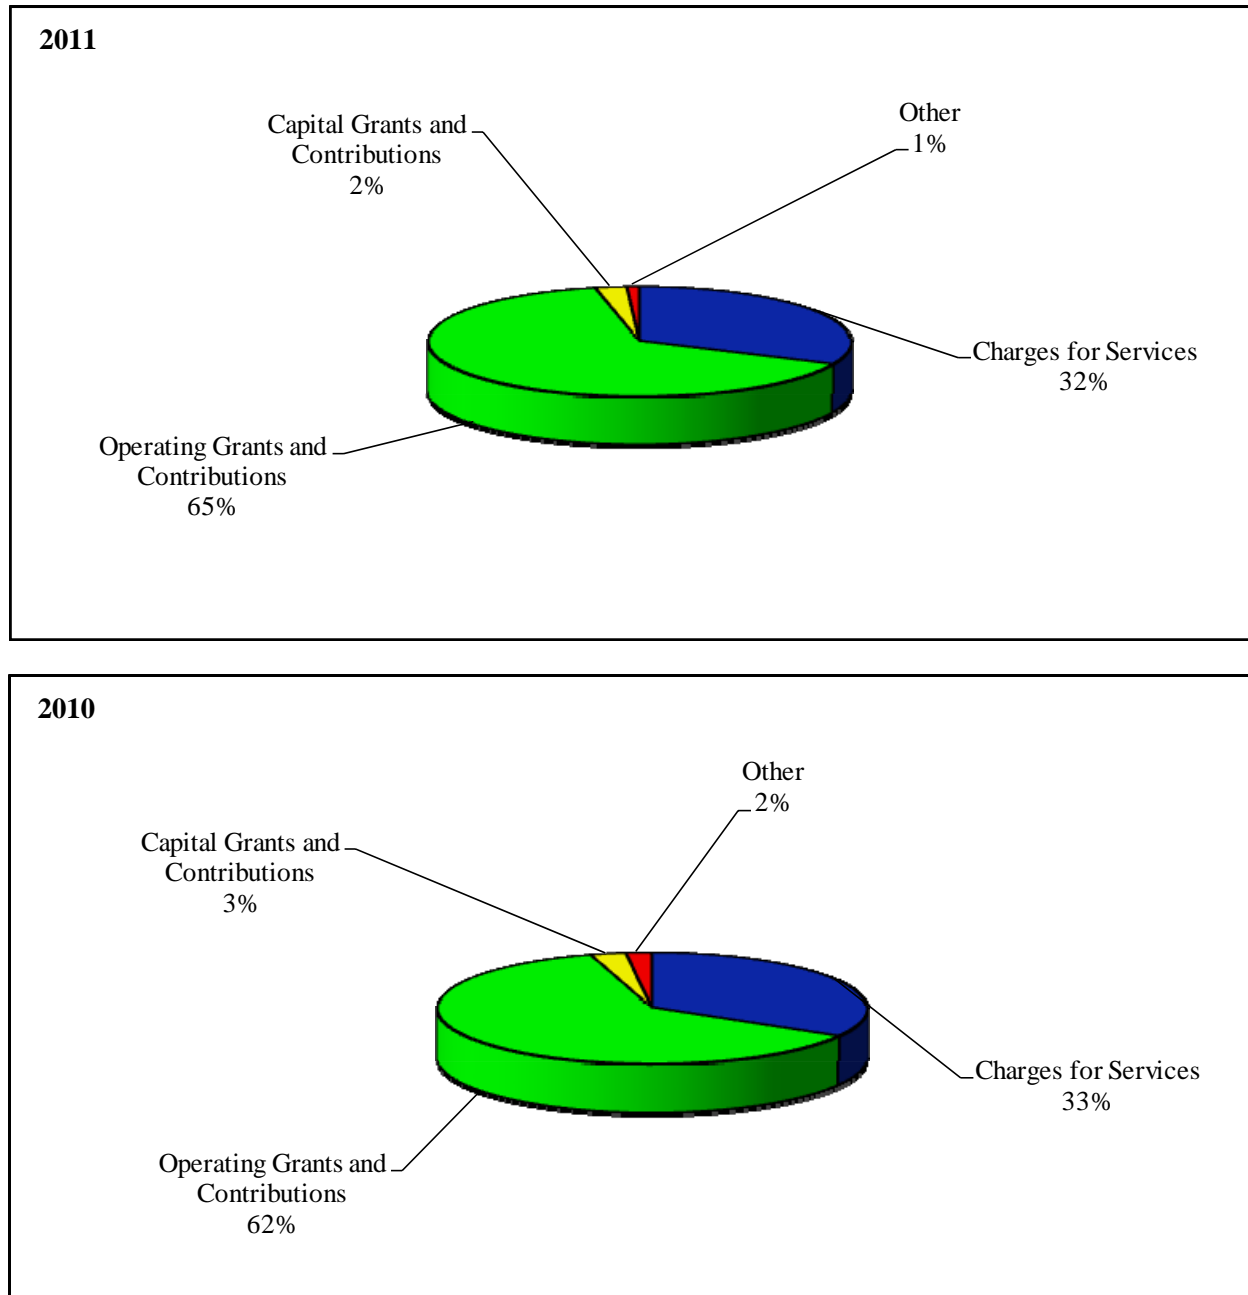 2011
Capital Grants and
Contributions
2%
Other
1%
Charges for Services
32%
Operating Grants and
Contributions
65%
2010
Other
2%
Capital Grants and
Contributions
3%
Charges for Services
33%
Operating Grants and
Contributions
62%